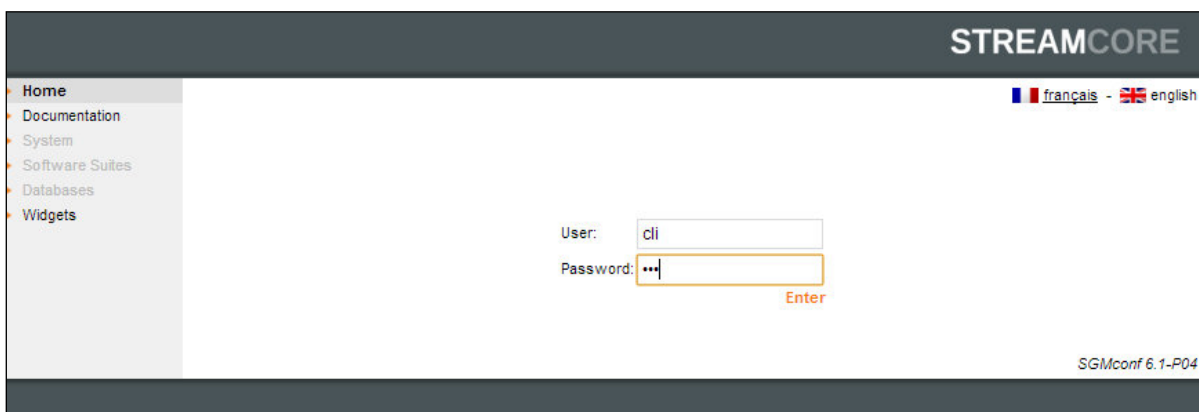 STREAMCORE
Home
français - english
Documentation
System
Software Suites
Databases
Widgets
User: cli
Password: •••
Enter
SGMconf 6.1-P04